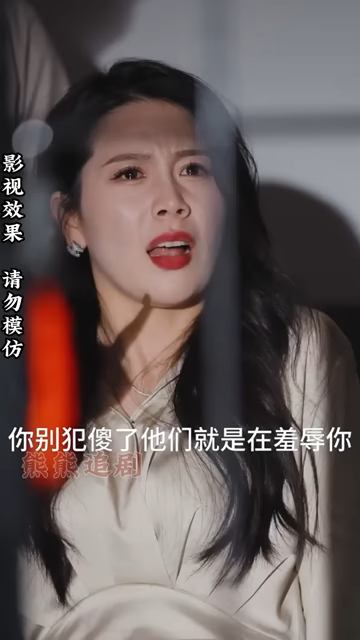 影视效果 请勿模仿
你别犯傻了他们就是在羞辱你
熊熊追剧